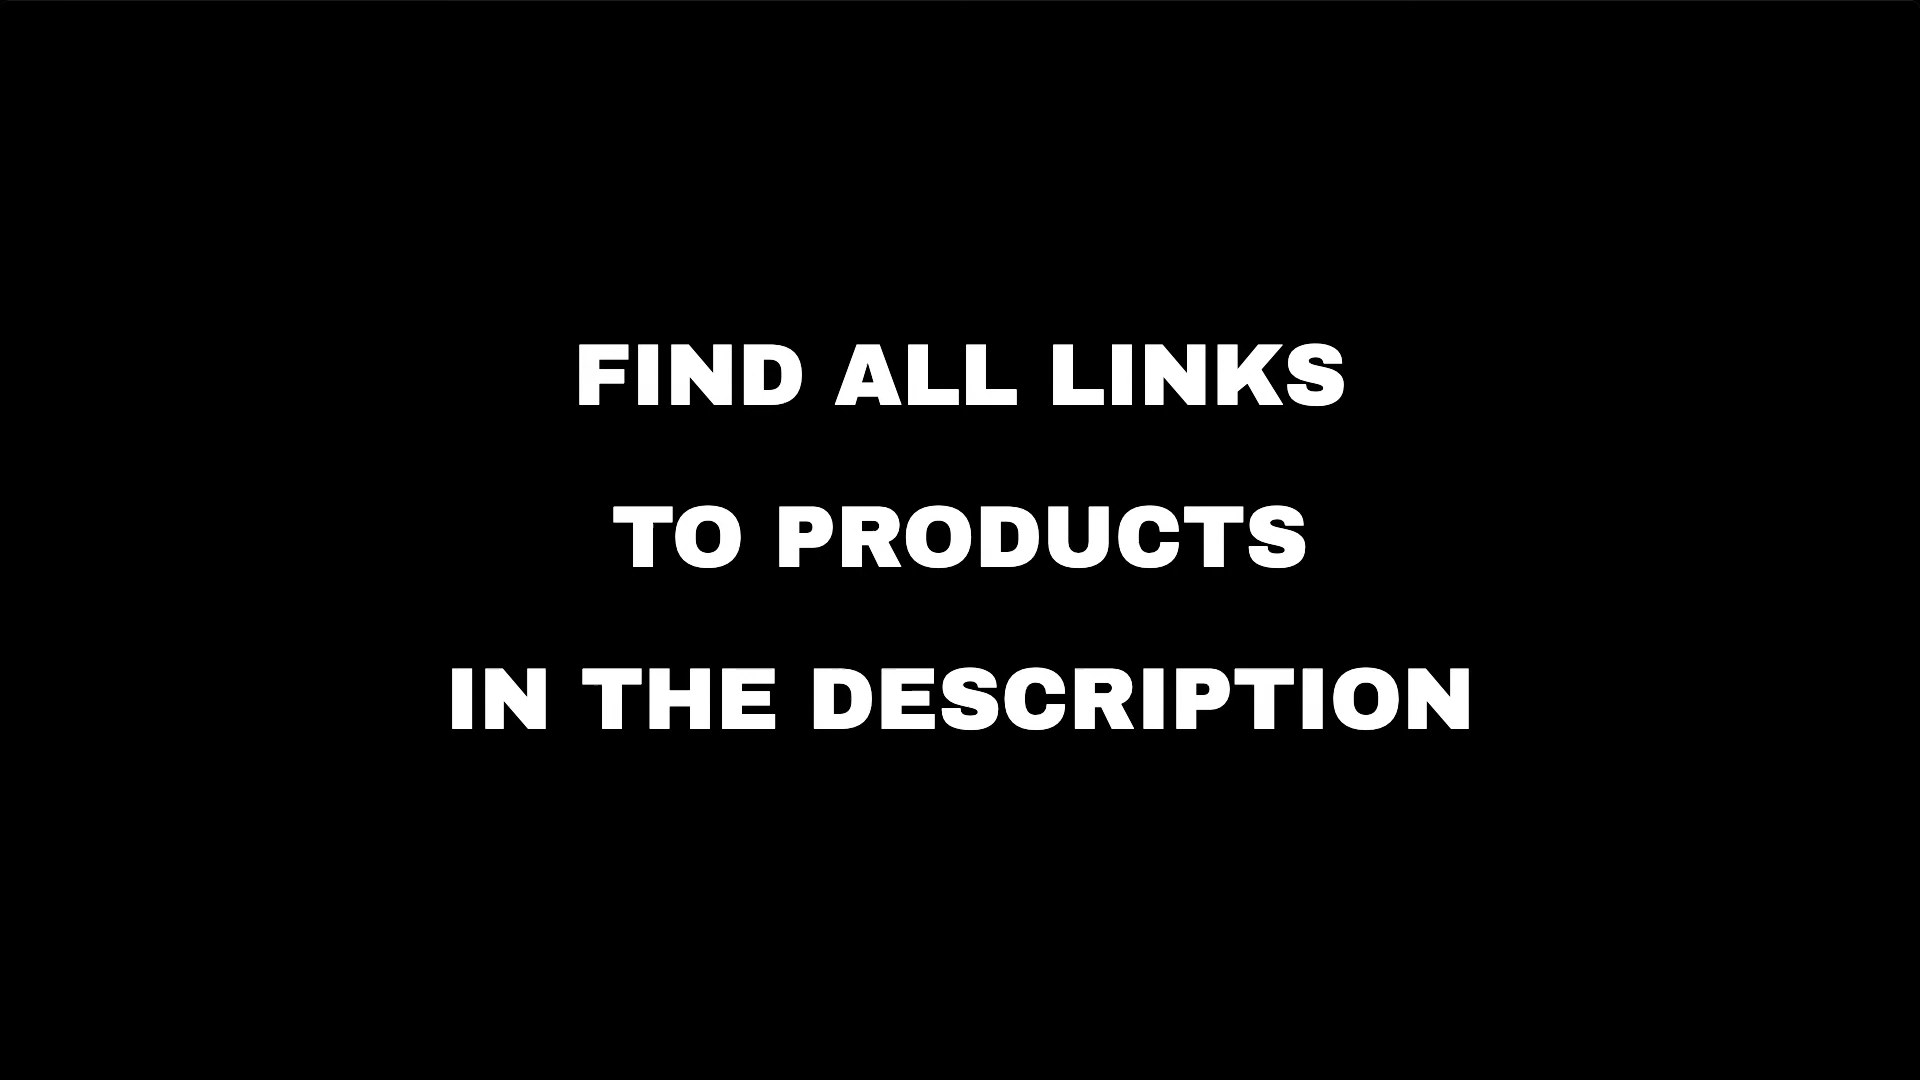 FIND ALL LINKS
TO PRODUCTS
IN THE DESCRIPTION